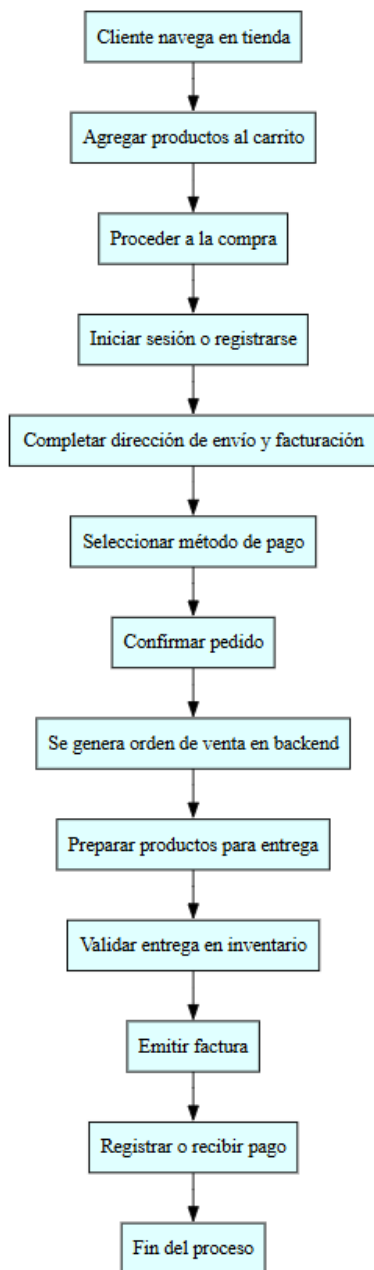 Cliente navega en tienda
Agregar productos al carrito
Proceder a la compra
Iniciar sesión o registrarse
Completar dirección de envío y facturación
Seleccionar método de pago
Confirmar pedido
Se genera orden de venta en backend
Preparar productos para entrega
Validar entrega en inventario
Emitir factura
Registrar o recibir pago
Fin del proceso